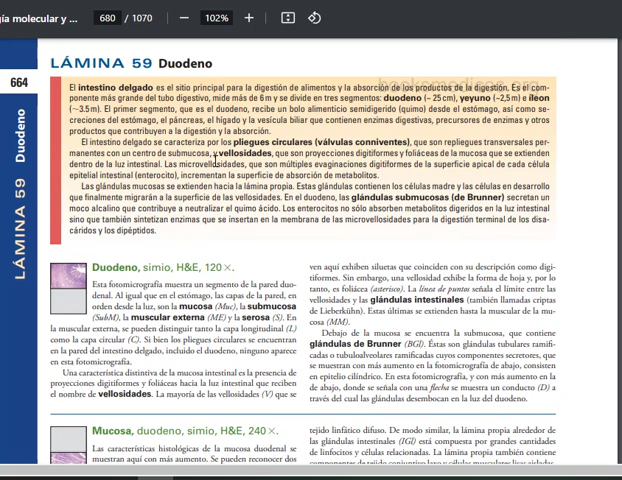 gía molecular y ...
680 / 1070
102%
LÁMINA 59 Duodeno
664
LÁMINA 59 Duodeno
booksmedicos.org
El intestino delgado es el sitio principal para la digestión de alimentos y la absorción de los productos de la digestión. Es el com-
ponente más grande del tubo digestivo, mide más de 6 m y se divide en tres segmentos: duodeno (~ 25 cm), yeyuno (~2,5 m) e íleon
(~ 3.5 m). El primer segmento, que es el duodeno, recibe un bolo alimenticio semidigerido (quimo) desde el estómago, así como se-
creciones del estómago, el páncreas, el hígado y la vesícula biliar que contienen enzimas digestivas, precursores de enzimas y otros
productos que contribuyen a la digestión y la absorción.
El intestino delgado se caracteriza por los pliegues circulares (válvulas conniventes), que son repliegues transversales per-
manentes con un centro de submucosa, y vellosidades, que son proyecciones digitiformes y foliáceas de la mucosa que se extienden
dentro de la luz intestinal. Las microvellosidades, que son múltiples evaginaciones digitiformes de la superficie apical de cada célula
epitelial intestinal (enterocito), incrementan la superficie de absorción de metabolitos.
Las glándulas mucosas se extienden hacia la lámina propia. Estas glándulas contienen las células madre y las células en desarrollo
que finalmente migrarán a la superficie de las vellosidades. En el duodeno, las glándulas submucosas (de Brunner) secretan un
moco alcalino que contribuye a neutralizar el quimo ácido. Los enterocitos no sólo absorben metabolitos digeridos en la luz intestinal
sino que también sintetizan enzimas que se insertan en la membrana de las microvellosidades para la digestión terminal de los disa-
cáridos y los dipéptidos.
Duodeno, simio, H&E, 120×.
Esta fotomicrografía muestra un segmento de la pared duo-
denal. Al igual que en el estómago, las capas de la pared, en
orden desde la luz, son la mucosa (Muc), la submucosa
(SubM), la muscular externa (ME) y la serosa (S). En
la muscular externa, se pueden distinguir tanto la capa longitudinal (L)
como la capa circular (C). Si bien los pliegues circulares se encuentran
en la pared del intestino delgado, incluido el duodeno, ninguno aparece
en esta fotomicrografía.
Una característica distintiva de la mucosa intestinal es la presencia de
proyecciones digitiformes y foliáceas hacia la luz intestinal que reciben
el nombre de vellosidades. La mayoría de las vellosidades (V) que se
ven aquí exhiben siluetas que coinciden con su descripción como digi-
tiformes. Sin embargo, una vellosidad exhibe la forma de hoja y, por lo
tanto, es foliácea (asterisco). La línea de puntos señala el límite entre las
vellosidades y las glándulas intestinales (también llamadas criptas
de Lieberkühn). Estas últimas se extienden hasta la muscular de la mu-
cosa (MM).
Debajo de la mucosa se encuentra la submucosa, que contiene
glándulas de Brunner (BGl). Éstas son glándulas tubulares ramifi-
cadas o tubuloalveolares ramificadas cuyos componentes secretores, que
se muestran con más aumento en la fotomicrografía de abajo, consisten
en epitelio cilíndrico. En esta fotomicrografía, y con más aumento en la
de abajo, donde se señala con una flecha se muestra un conducto (D) a
través del cual las glándulas desembocan en la luz del duodeno.
Mucosa, duodeno, simio, H&E, 240×.
Las características histológicas de la mucosa duodenal se
muestran aquí con más aumento. Se pueden reconocer dos
tejido linfático difuso. De modo similar, la lámina propia alrededor de
las glándulas intestinales (IGl) está compuesta por grandes cantidades
de linfocitos y células relacionadas. La lámina propia también contiene
componentes de tejido conjuntivo laxo y células musculares lisas aisladas.